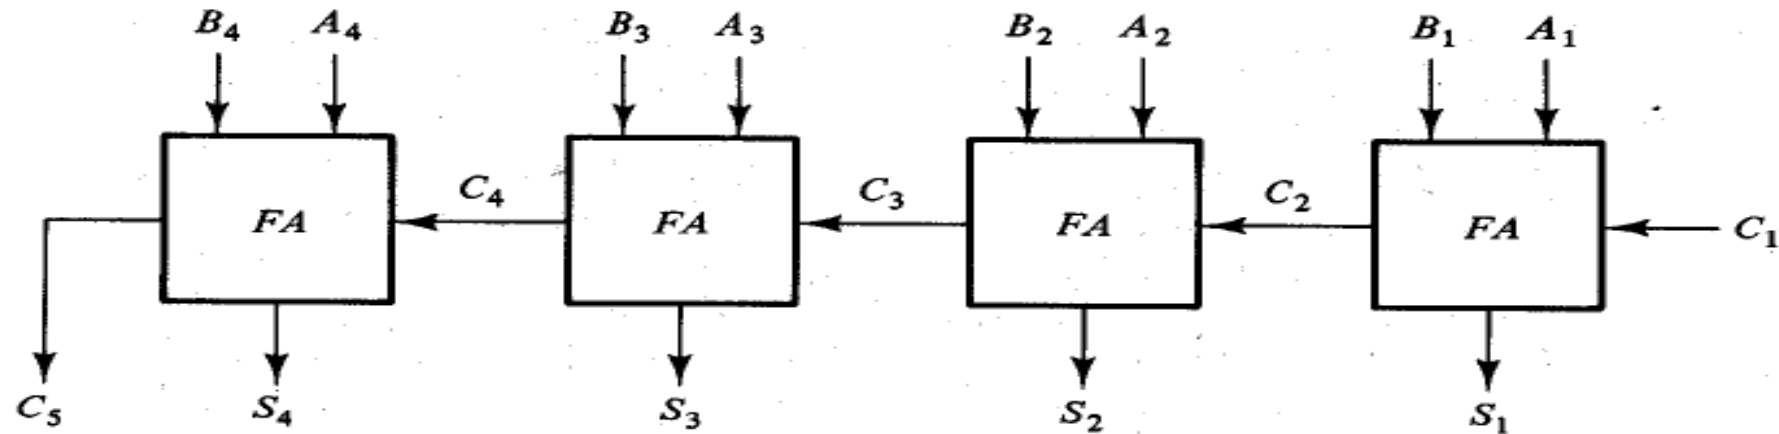 B₄ A₄ B₃ A₃ B₂ A₂ B₁ A₁
C₄ C₃ C₂
FA FA FA FA C₁
C₅ S₄ S₃ S₂ S₁